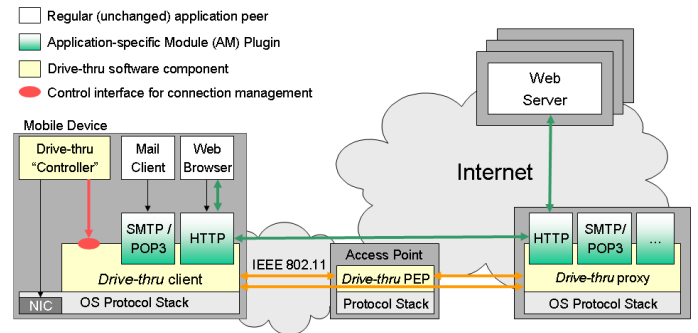 Regular (unchanged) application peer
Application-specific Module (AM) Plugin
Drive-thru software component
Control interface for connection management
Web
Server
Internet
Mobile Device
Drive-thru
"Controller"
Mail
Client
Web
Browser
SMTP /
POP3
HTTP
Drive-thru client
NIC
OS Protocol Stack
IEEE 802.11
Access Point
Drive-thru PEP
Protocol Stack
HTTP
SMTP /
POP3
...
Drive-thru proxy
OS Protocol Stack